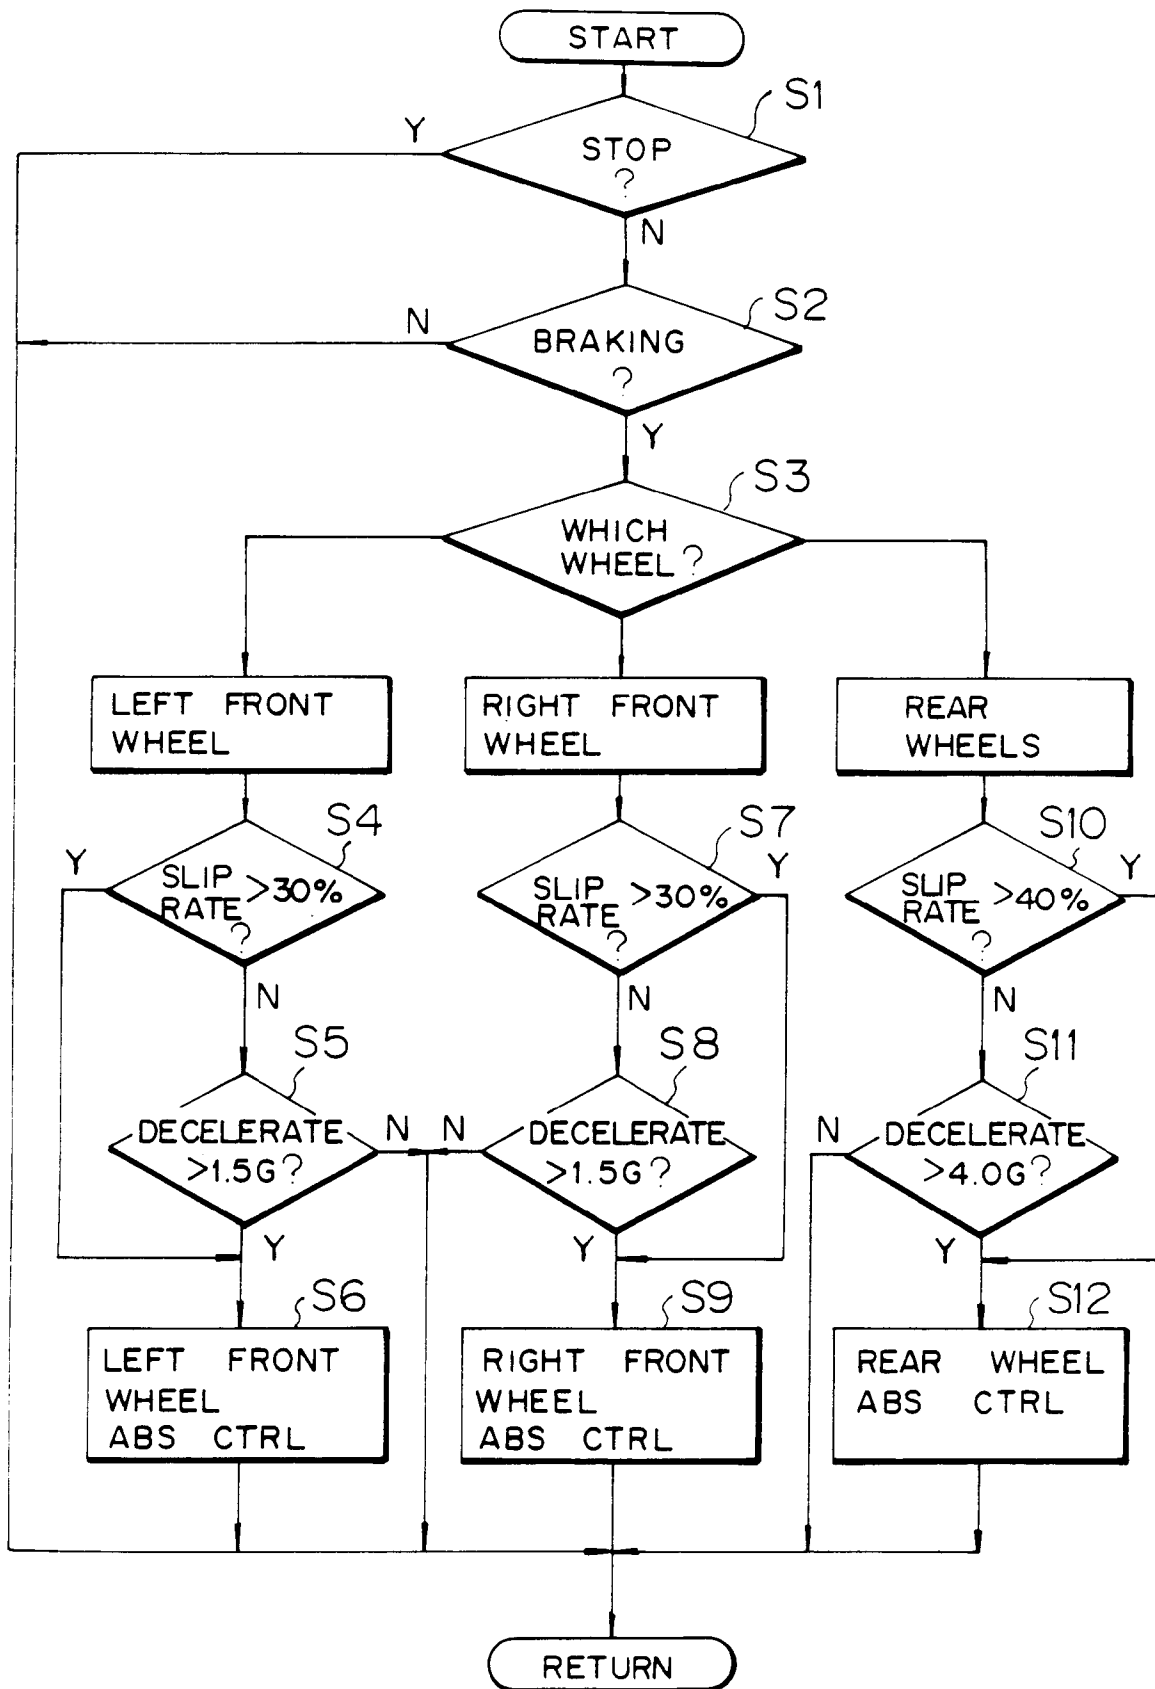 START
S1
Y
STOP
?
N
S2
N
BRAKING
?
Y
S3
WHICH
WHEEL ?
LEFT FRONT
WHEEL
RIGHT FRONT
WHEEL
REAR
WHEELS
S4
Y
SLIP
RATE >30%
?
N
S7
Y
SLIP
RATE >30%
?
N
S10
Y
SLIP
RATE >40%
?
N
S5
DECELERATE
>1.5G?
N
Y
S8
N
DECELERATE
>1.5G?
Y
S11
N
DECELERATE
>4.0G?
Y
S6
LEFT FRONT
WHEEL
ABS CTRL
S9
RIGHT FRONT
WHEEL
ABS CTRL
S12
REAR WHEEL
ABS CTRL
RETURN